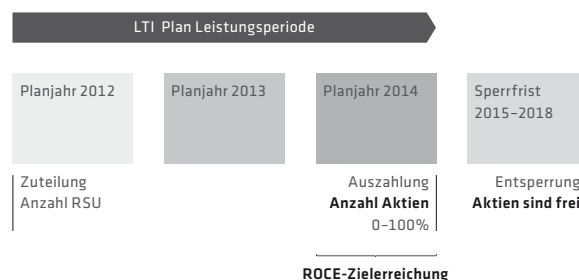 LTI Plan Leistungsperiode
Planjahr 2012
Planjahr 2013
Planjahr 2014
Sperrfrist
2015–2018
Zuteilung
Anzahl RSU
Auszahlung
Anzahl Aktien
0–100%
Entsperrung
Aktien sind frei
ROCE-Zielerreichung